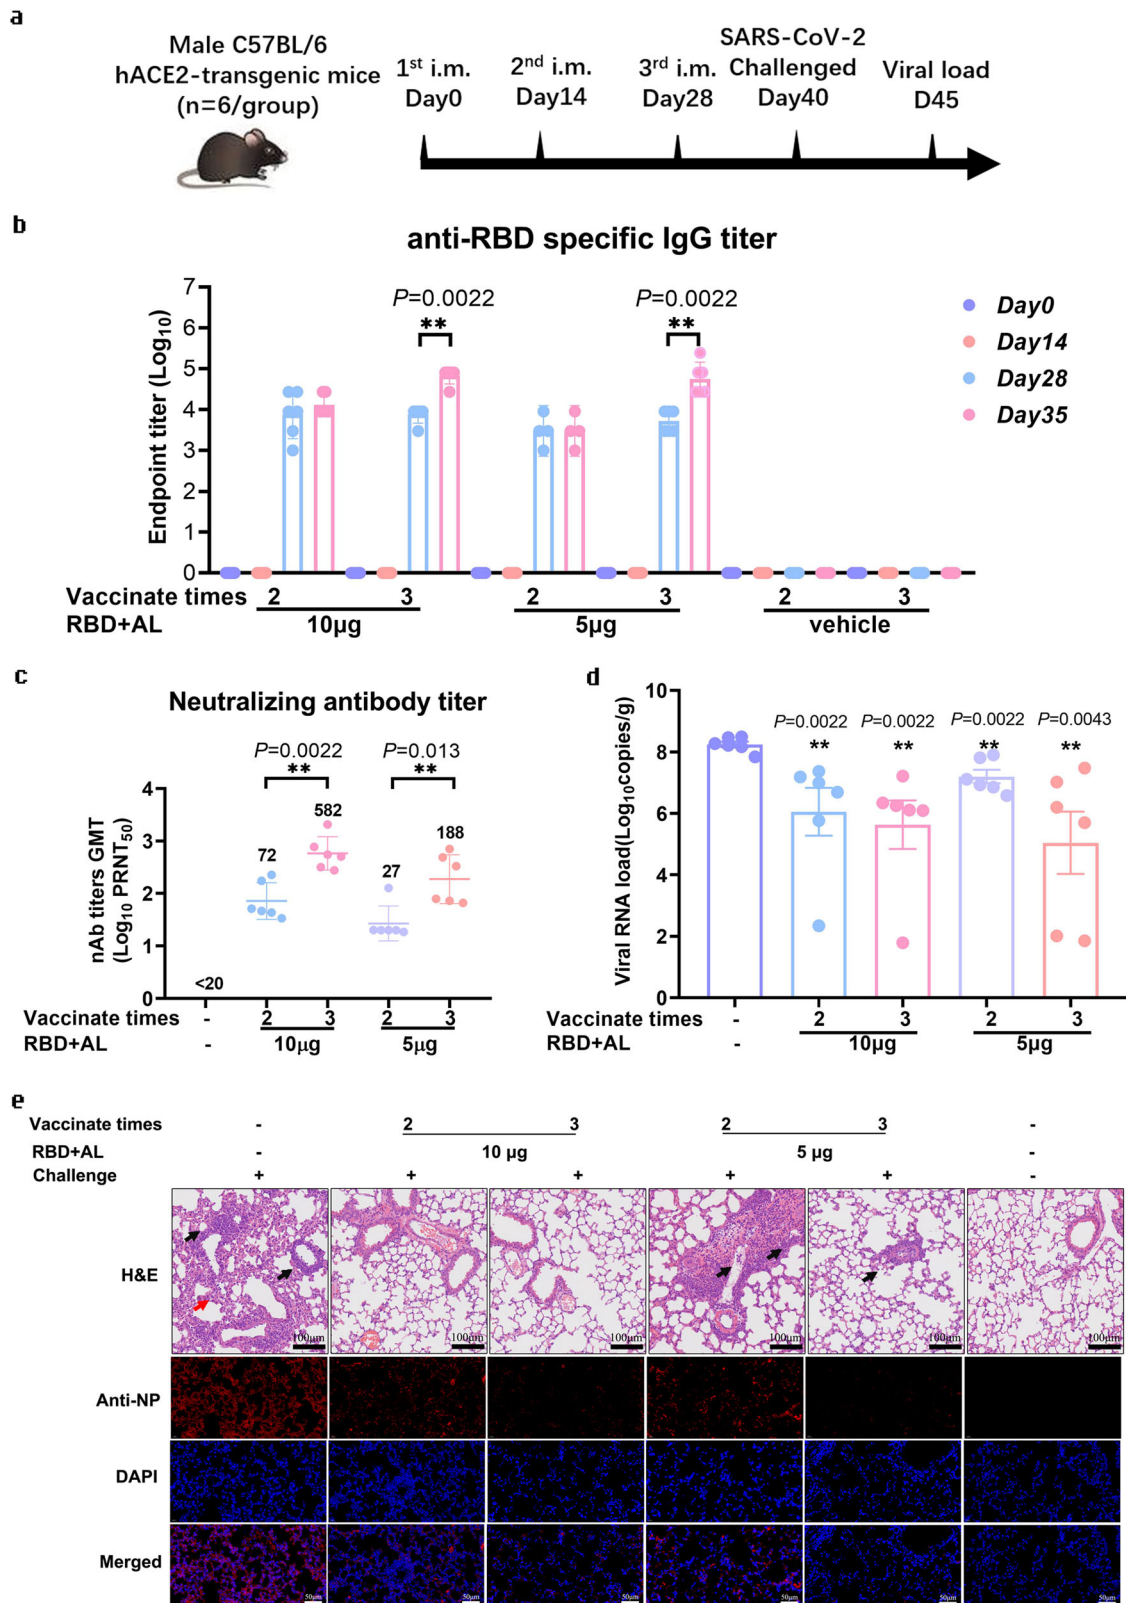 a
Male C57BL/6
hACE2-transgenic mice
(n=6/group)
1st i.m.
Day0
2nd i.m.
Day14
3rd i.m.
Day28
SARS-CoV-2
Challenged
Day40
Viral load
D45
b
anti-RBD specific IgG titer
Endpoint titer (Log10)
7
6
5
4
3
2
1
0
P=0.0022
**
P=0.0022
**
Day0
Day14
Day28
Day35
Vaccinate times 2 3 2 3 2 3
RBD+AL 10µg 5µg vehicle
c
Neutralizing antibody titer
nAb titers GMT
(Log10 PRNT50)
4
3
2
1
0
P=0.0022
**
P=0.013
**
<20
72
582
27
188
Vaccinate times - 2 3 2 3
RBD+AL - 10µg 5µg
d
Viral RNA load(Log10copies/g)
10
8
6
4
2
0
P=0.0022 P=0.0022 P=0.0022 P=0.0043
** ** ** **
Vaccinate times - 2 3 2 3
RBD+AL - 10µg 5µg
e
Vaccinate times - 2 3 2 3 -
RBD+AL - 10 µg 5 µg -
Challenge + + + + + -
H&E
100µm 100µm 100µm 100µm 100µm 100µm
Anti-NP
DAPI
Merged
50µm 50µm 50µm 50µm 50µm 50µm